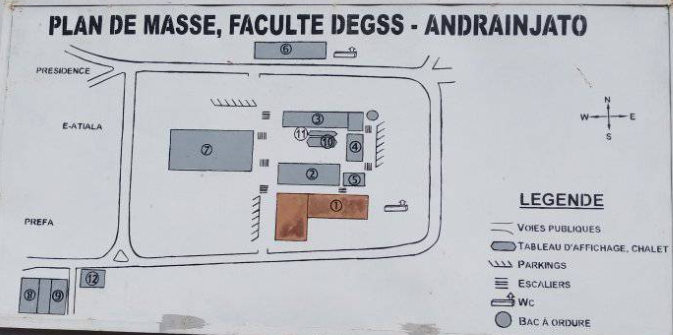 PLAN DE MASSE, FACULTE DEGSS - ANDRAINJATO
6
PRESIDENCE
E-ATIALA
3
11
10
4
7
2
5
1
PREFA
12
8 9
N
W E
S
LEGENDE
VOIES PUBLIQUES
TABLEAU D'AFFICHAGE, CHALET
PARKINGS
ESCALIERS
WC
BAC À ORDURE